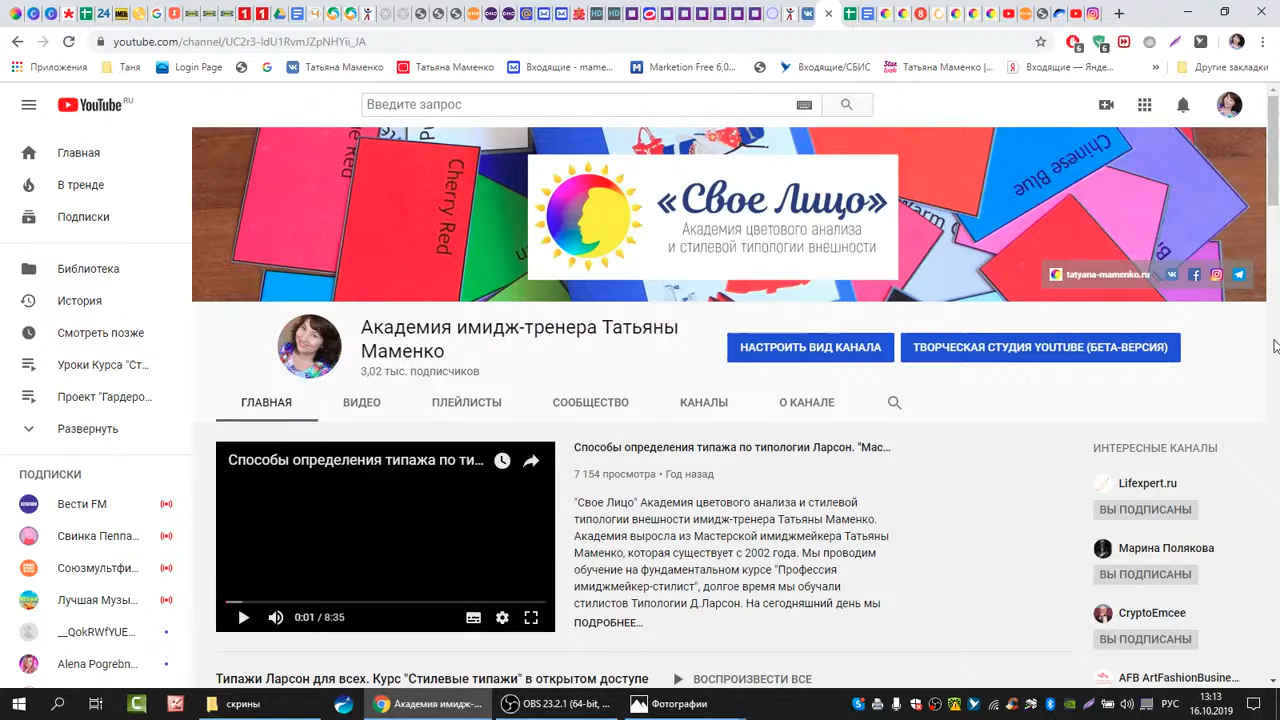 youtube.com/channel/UC2r3-IdU1RvmJZpNHYii_JA
Приложения
Таня
Login Page
Татьяна Маменко
Татьяна Маменко
Входящие - mame...
Marketion Free 6,0...
Входящие/СБИС
Татьяна Маменко |...
Входящие — Янде...
»
Другие закладки
YouTube RU
Введите запрос
Главная
В тренде
Подписки
Библиотека
История
Смотреть позже
Уроки Курса "Ст...
Проект "Гардеро...
Развернуть
ПОДПИСКИ
Вести FM
Свинка Пеппа...
Союзмультфи...
Лучшая Музы...
__QokRWfYUE...
Alena Pogrebn...
Cherry Red
Chinese Blue
«Свое Лицо»
Академия цветового анализа
и стилевой типологии внешности
tatyana-mamenko.ru
Академия имидж-тренера Татьяны
Маменко
3,02 тыс. подписчиков
НАСТРОИТЬ ВИД КАНАЛА
ТВОРЧЕСКАЯ СТУДИЯ YOUTUBE (БЕТА-ВЕРСИЯ)
ГЛАВНАЯ
ВИДЕО
ПЛЕЙЛИСТЫ
СООБЩЕСТВО
КАНАЛЫ
О КАНАЛЕ
Способы определения типажа по ти...
0:01 / 8:35
Способы определения типажа по типологии Ларсон. "Мас...
7 154 просмотра • Год назад
"Свое Лицо" Академия цветового анализа и стилевой
типологии внешности имидж-тренера Татьяны Маменко.
Академия выросла из Мастерской имиджмейкера Татьяны
Маменко, которая существует с 2002 года. Мы проводим
обучение на фундаментальном курсе "Профессия
имиджмейкер-стилист", долгое время мы обучали
стилистов Типологии Д.Ларсон. На сегодняшний день мы
ПОДРОБНЕЕ...
ИНТЕРЕСНЫЕ КАНАЛЫ
Lifexpert.ru
ВЫ ПОДПИСАНЫ
Марина Полякова
ВЫ ПОДПИСАНЫ
CryptoEmcee
ВЫ ПОДПИСАНЫ
AFB ArtFashionBusine...
Типажи Ларсон для всех. Курс "Стилевые типажи" в открытом доступе
ВОСПРОИЗВЕСТИ ВСЕ
скрины
Академия имидж-...
OBS 23.2.1 (64-bit, ...
Фотографии
РУС
13:13
16.10.2019